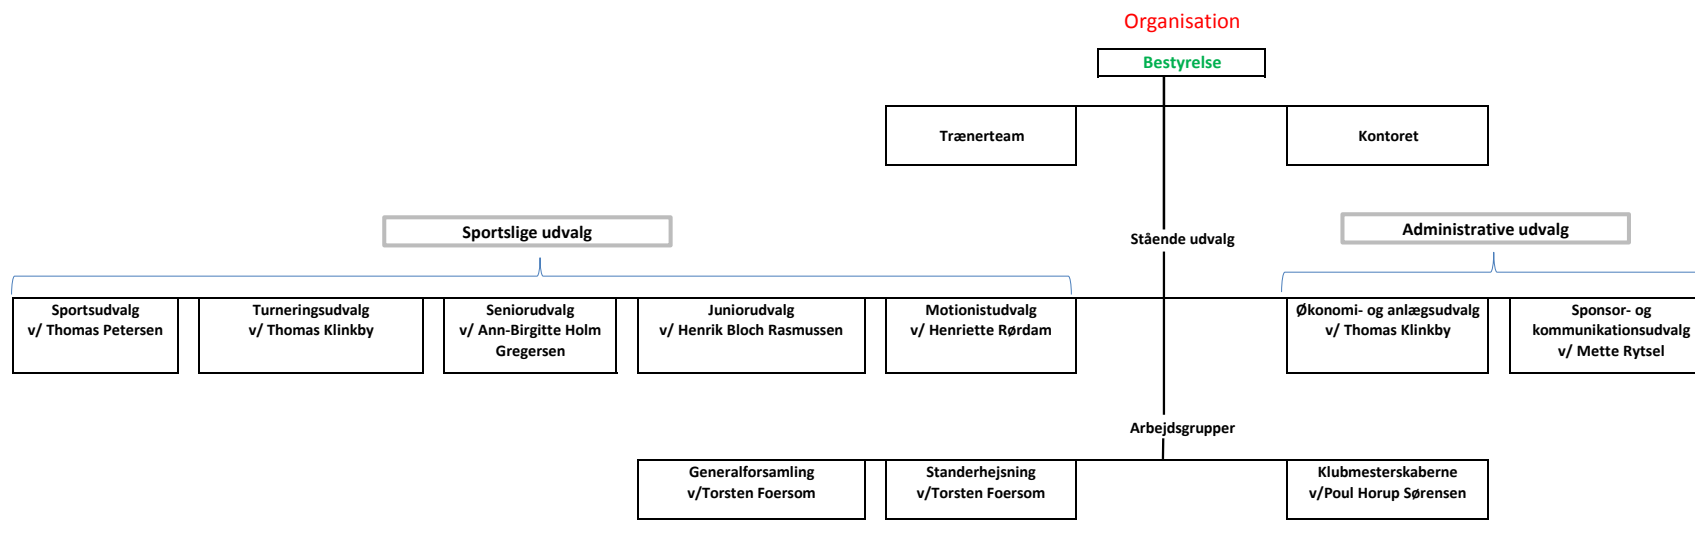 Organisation
Bestyrelse
Trænerteam
Kontoret
Sportslige udvalg
Stående udvalg
Administrative udvalg
Sportsudvalg
v/ Thomas Petersen
Turneringsudvalg
v/ Thomas Klinkby
Seniorudvalg
v/ Ann-Birgitte Holm
Gregersen
Juniorudvalg
v/ Henrik Bloch Rasmussen
Motionistudvalg
v/ Henriette Rørdam
Økonomi- og anlægsudvalg
v/ Thomas Klinkby
Sponsor- og
kommunikationsudvalg
v/ Mette Rytsel
Arbejdsgrupper
Generalforsamling
v/Torsten Foersom
Standerhejsning
v/Torsten Foersom
Klubmesterskaberne
v/Poul Horup Sørensen